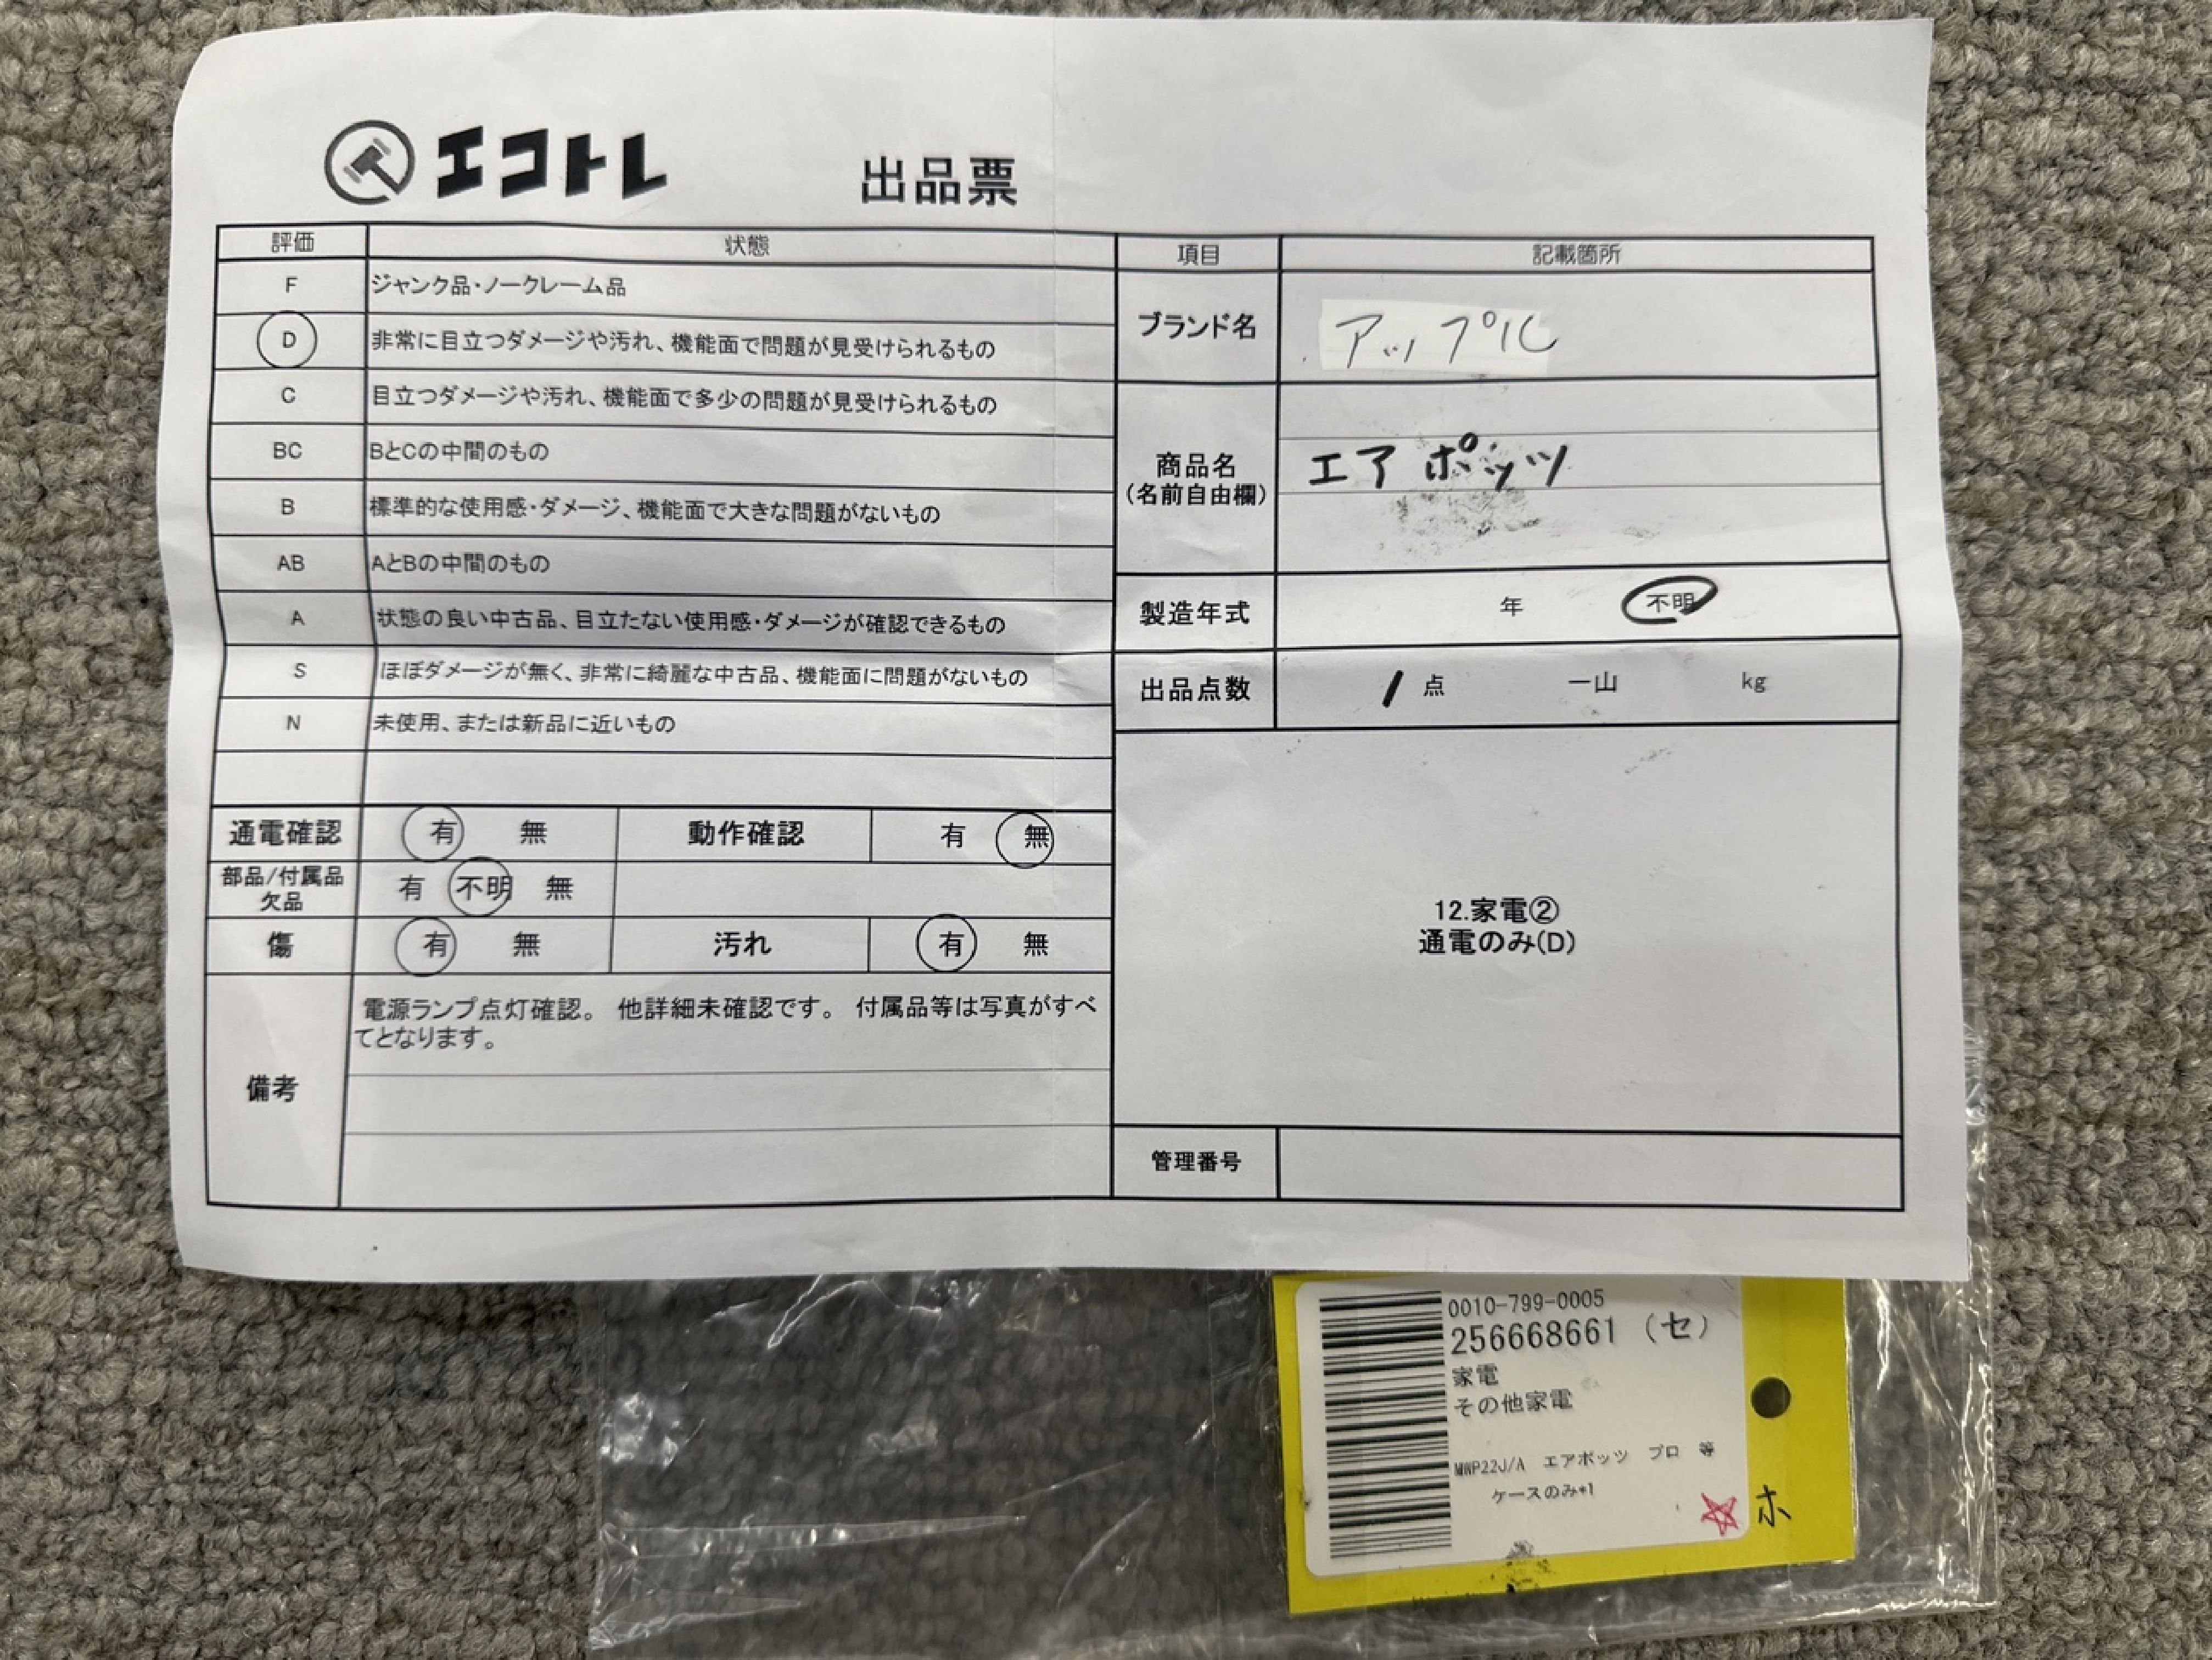 エコトレ
出品票
評価 状態
F ジャンク品・ノークレーム品
D 非常に目立つダメージや汚れ、機能面で問題が見受けられるもの
C 目立つダメージや汚れ、機能面で多少の問題が見受けられるもの
BC BとCの中間のもの
B 標準的な使用感・ダメージ、機能面で大きな問題がないもの
AB AとBの中間のもの
A 状態の良い中古品、目立たない使用感・ダメージが確認できるもの
S ほぼダメージが無く、非常に綺麗な中古品、機能面に問題がないもの
N 未使用、または新品に近いもの
通電確認 有 無 動作確認 有 無
部品/付属品
欠品 有 不明 無
傷 有 無 汚れ 有 無
備考
電源ランプ点灯確認。 他詳細未確認です。 付属品等は写真がすべ
てとなります。
項目 記載箇所
ブランド名 アップル
商品名
(名前自由欄)
エアポッツ
製造年式 年 不明
出品点数 1 点 一山 kg
12.家電②
通電のみ(D)
管理番号
0010-799-0005
256668661 (セ)
家電
その他家電
MWP22J/A エアポッツ プロ 等
ケースのみ*1
ホ